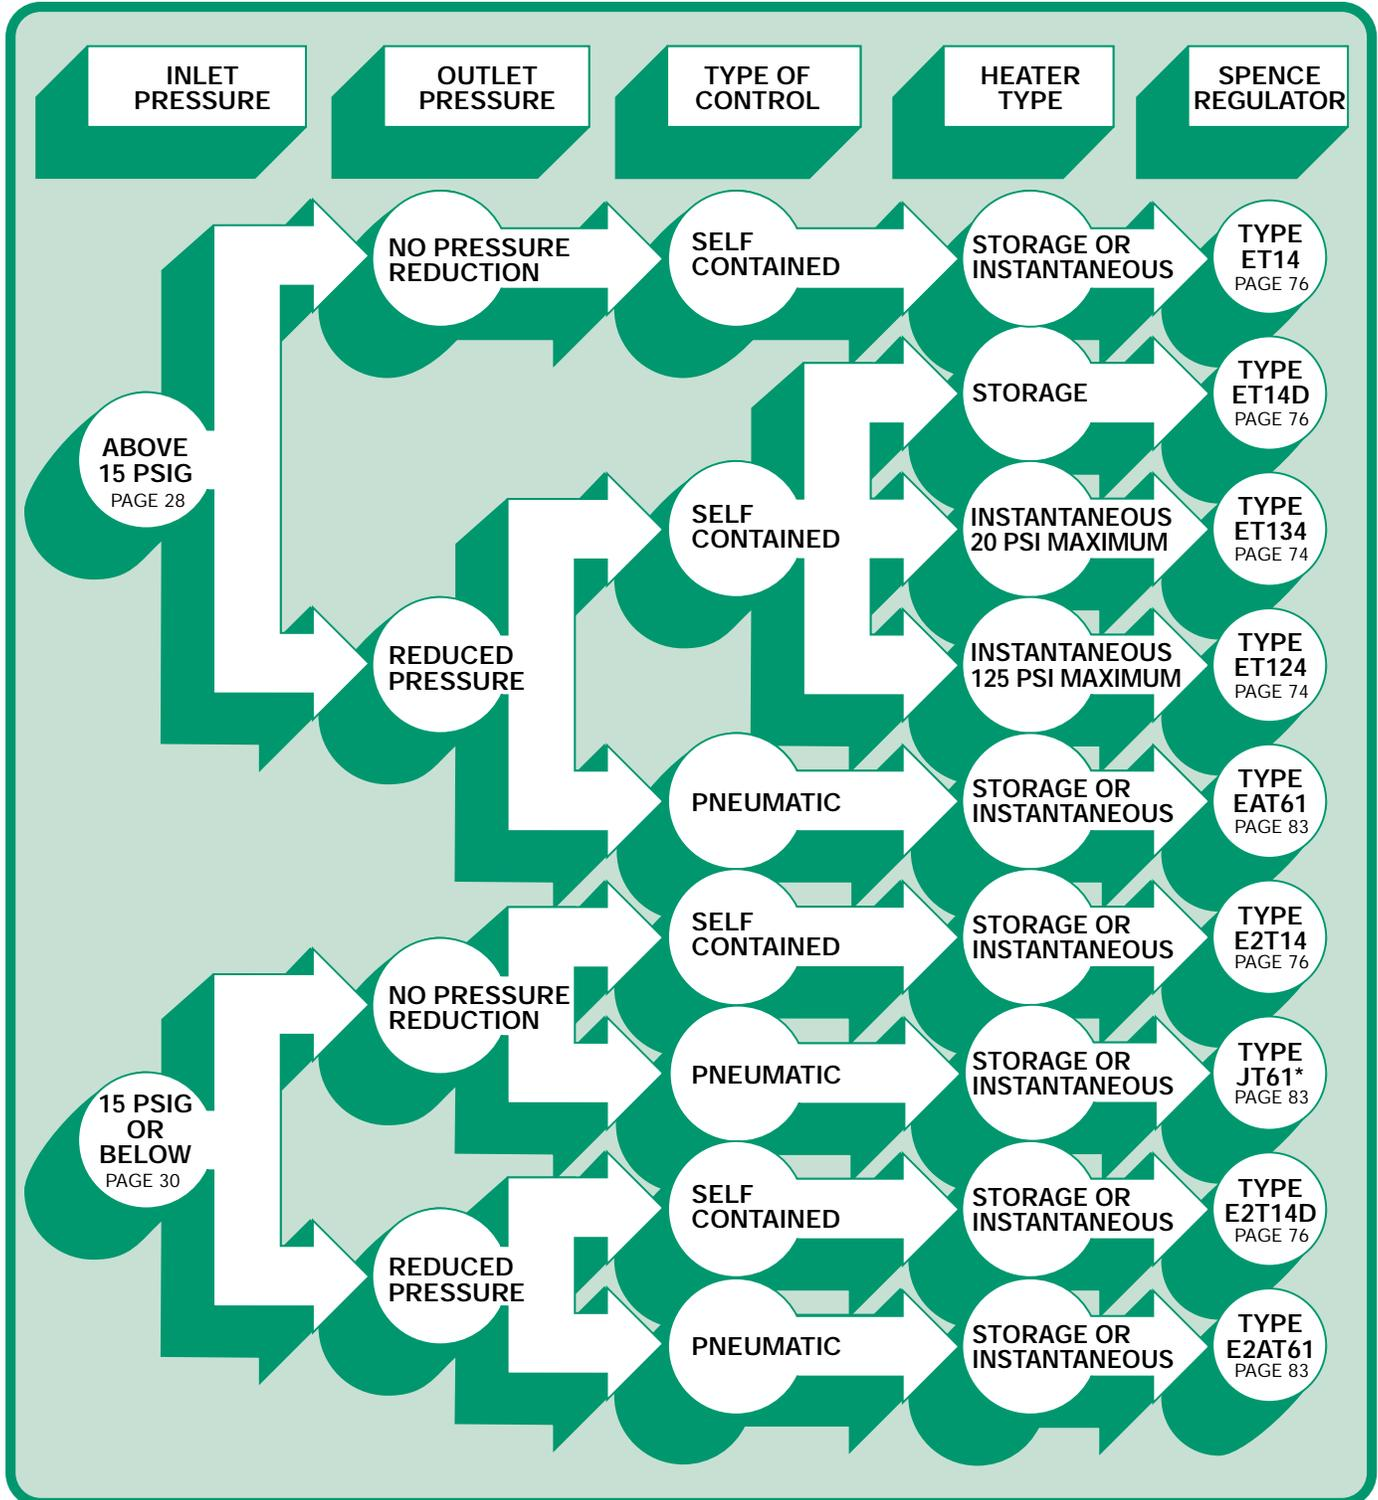 INLET
PRESSURE
OUTLET
PRESSURE
TYPE OF
CONTROL
HEATER
TYPE
SPENCE
REGULATOR
ABOVE
15 PSIG
PAGE 28
NO PRESSURE
REDUCTION
SELF
CONTAINED
STORAGE OR
INSTANTANEOUS
TYPE
ET14
PAGE 76
REDUCED
PRESSURE
SELF
CONTAINED
STORAGE
TYPE
ET14D
PAGE 76
INSTANTANEOUS
20 PSI MAXIMUM
TYPE
ET134
PAGE 74
INSTANTANEOUS
125 PSI MAXIMUM
TYPE
ET124
PAGE 74
PNEUMATIC
STORAGE OR
INSTANTANEOUS
TYPE
EAT61
PAGE 83
15 PSIG
OR
BELOW
PAGE 30
NO PRESSURE
REDUCTION
SELF
CONTAINED
STORAGE OR
INSTANTANEOUS
TYPE
E2T14
PAGE 76
PNEUMATIC
STORAGE OR
INSTANTANEOUS
TYPE
JT61*
PAGE 83
REDUCED
PRESSURE
SELF
CONTAINED
STORAGE OR
INSTANTANEOUS
TYPE
E2T14D
PAGE 76
PNEUMATIC
STORAGE OR
INSTANTANEOUS
TYPE
E2AT61
PAGE 83